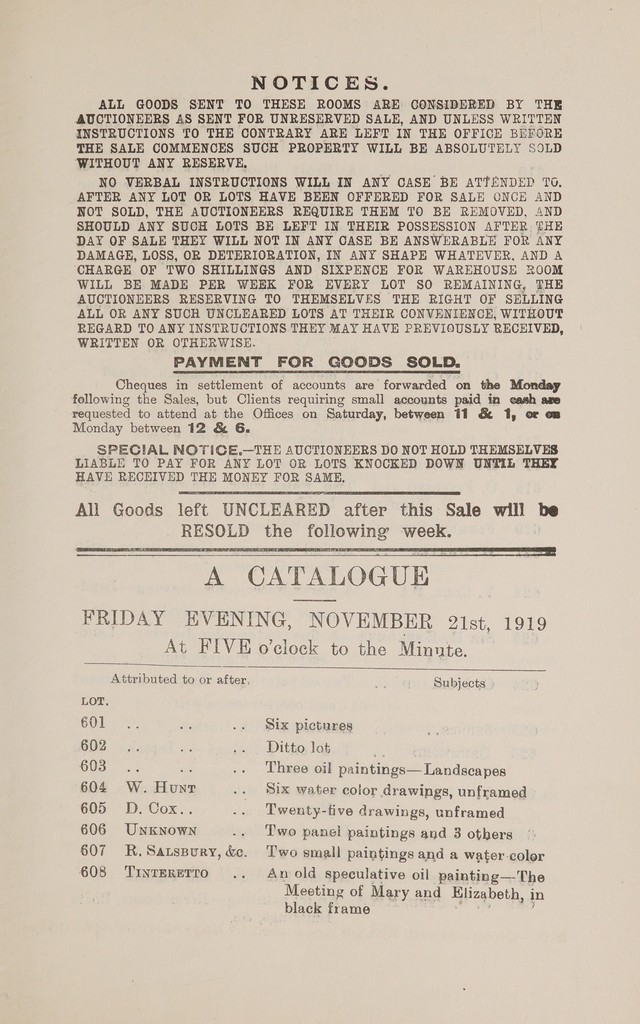 NOTICES.
ALL GOODS SENT TO THESE ROOMS ARE CONSIDERED BY THE
AUCTIONEERS AS SENT FOR UNRESERVED SALE, AND UNLESS WRITTEN
INSTRUCTIONS TO THE CONTRARY ARE LEFT IN THE OFFICE BEFORE
THE SALE COMMENCES SUCH PROPERTY WILL BE ABSOLUTELY SOLD
WITHOUT ANY RESERVE.
NO VERBAL INSTRUCTIONS WILL IN ANY CASE BE ATTENDED TO.
AFTER ANY LOT OR LOTS HAVE BEEN OFFERED FOR SALE ONCE AND
NOT SOLD, THE AUCTIONEERS REQUIRE THEM TO BE REMOVED, AND
SHOULD ANY SUCH LOTS BE LEFT IN THEIR POSSESSION AFTER THE
DAY OF SALE THEY WILL NOT IN ANY CASE BE ANSWERABLE FOR ANY
DAMAGE, LOSS, OR DETERIORATION, IN ANY SHAPE WHATEVER, AND A
CHARGE OF TWO SHILLINGS AND SIXPENCE FOR WAREHOUSE ROOM
WILL BE MADE PER WEEK FOR EVERY LOT SO REMAINING, THE
AUCTIONEERS RESERVING TO THEMSELVES THE RIGHT OF SELLING
ALL OR ANY SUCH UNCLEARED LOTS AT THEIR CONVENIENCE, WITHOUT
REGARD TO ANY INSTRUCTIONS THEY MAY HAVE PREVIOUSLY RECEIVED,
WRITTEN OR OTHERWISE.
PAYMENT FOR GOODS SOLD.
Cheques in settlement of accounts are forwarded on the Monday
following the Sales, but Clients requiring small accounts paid in cash are
requested to attend at the Offices on Saturday, between 11 & 1, or on
Monday between 12 & 6.
SPECIAL NOTICE.—THE AUCTIONEERS DO NOT HOLD THEMSELVES
LIABLE TO PAY FOR ANY LOT OR LOTS KNOCKED DOWN UNTIL THEY
HAVE RECEIVED THE MONEY FOR SAME.
All Goods left UNCLEARED after this Sale will be
RESOLD the following week.
A CATALOGUE
FRIDAY EVENING, NOVEMBER 21st, 1919
At FIVE o'clock to the Minute.
Attributed to or after. Subjects
LOT.
601 .. .. .. Six pictures
602 .. .. .. Ditto lot
603 .. .. .. Three oil paintings—Landscapes
604 W. HUNT .. Six water color drawings, unframed
605 D. COX.. .. Twenty-five drawings, unframed
606 UNKNOWN .. Two panel paintings and 3 others
607 R. SALSBURY, &c. Two small paintings and a water color
608 TINTERETTO .. An old speculative oil painting—The
Meeting of Mary and Elizabeth, in
black frame